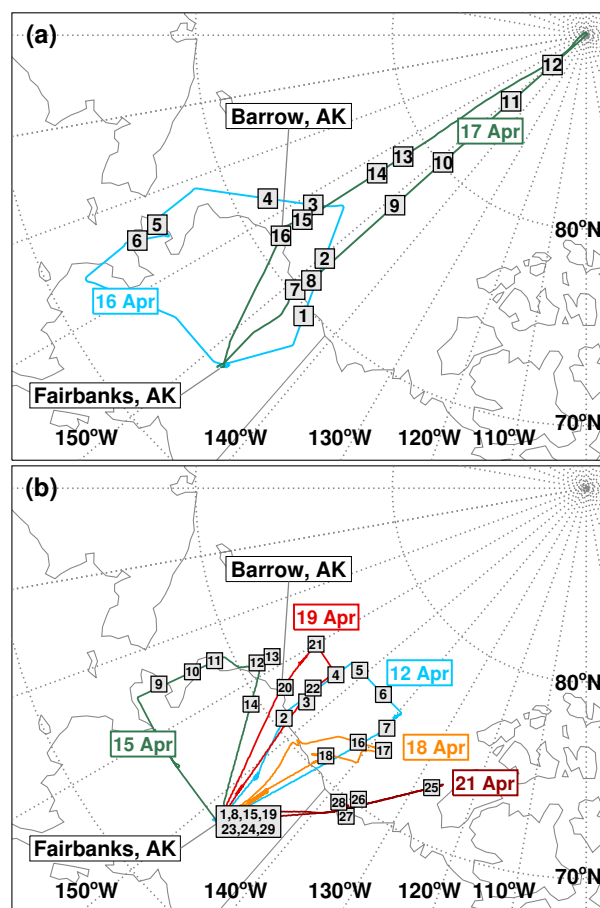 (a)
12
11
17 Apr
Barrow, AK
13
10
14
4
3
9
5
15
80°N
6
16
2
8
7
16 Apr
1
Fairbanks, AK
70°N
150°W
140°W
130°W
120°W
110°W
(b)
Barrow, AK
19 Apr
21
11
12
13
10
5
12 Apr
4
9
20
22
6
80°N
14
3
2
7
15 Apr
16
17
18 Apr
18
25
21 Apr
28
26
1,8,15,19
23,24,29
27
Fairbanks, AK
70°N
150°W
140°W
130°W
120°W
110°W